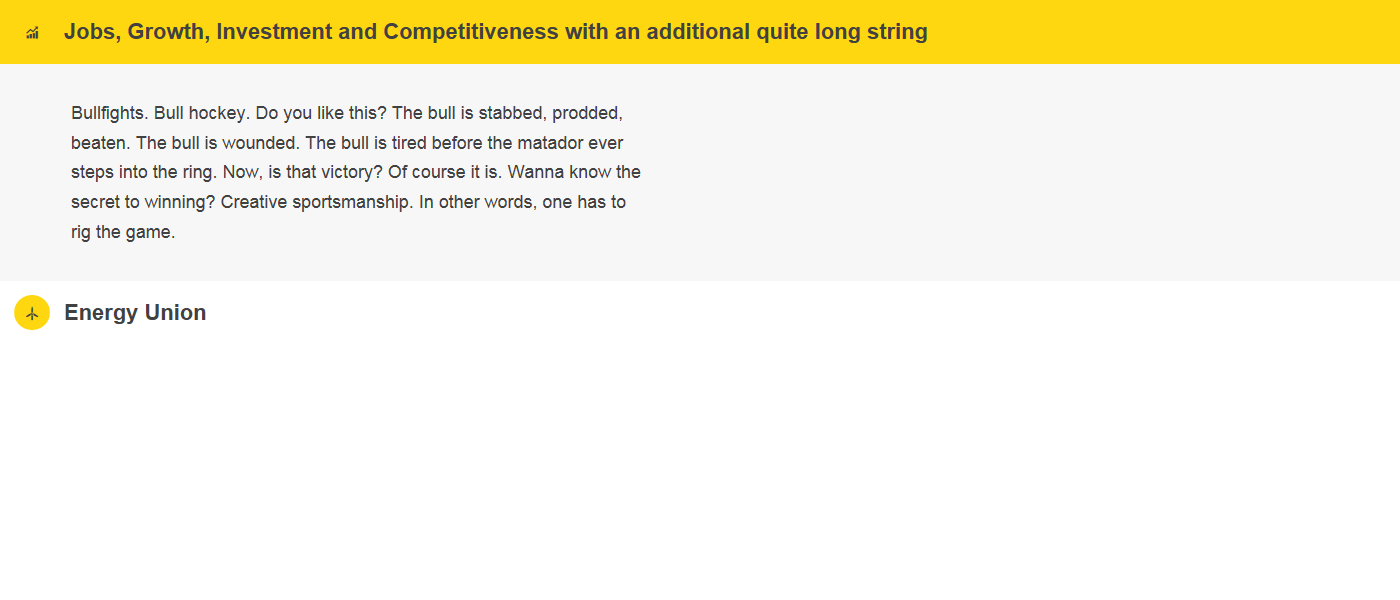 Jobs, Growth, Investment and Competitiveness with an additional quite long string
Bullfights. Bull hockey. Do you like this? The bull is stabbed, prodded,
beaten. The bull is wounded. The bull is tired before the matador ever
steps into the ring. Now, is that victory? Of course it is. Wanna know the
secret to winning? Creative sportsmanship. In other words, one has to
rig the game.
Energy Union